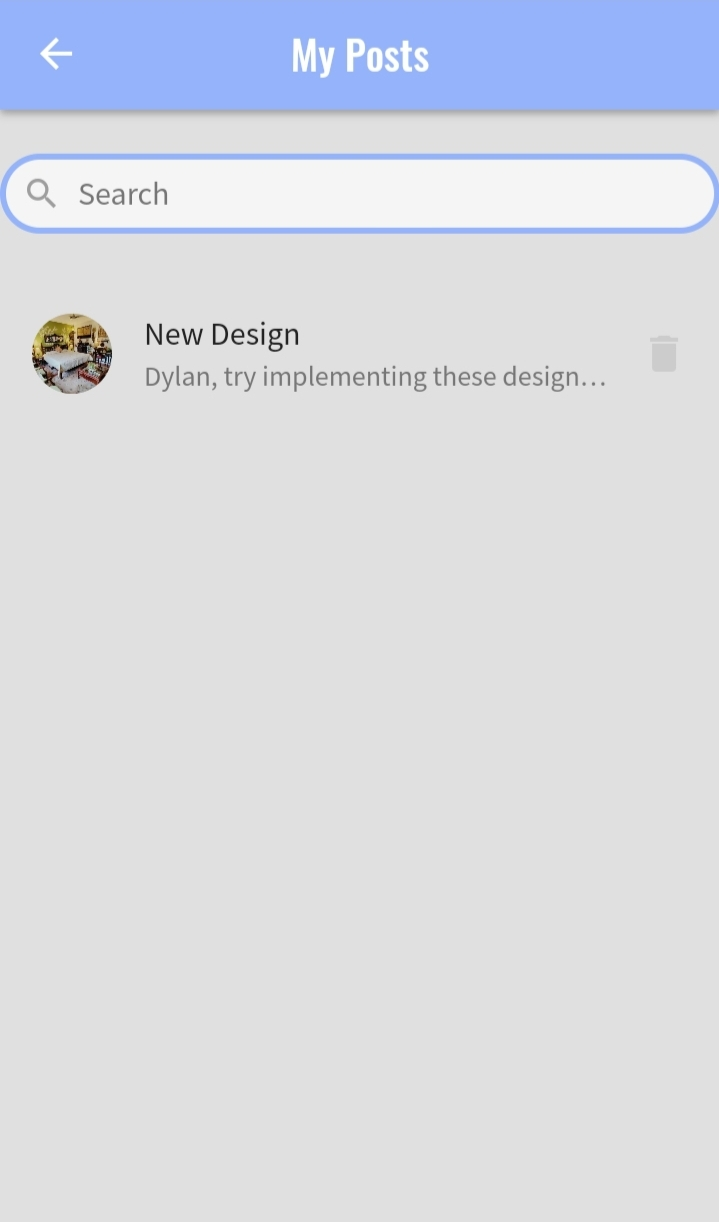 My Posts
Search
New Design
Dylan, try implementing these design…